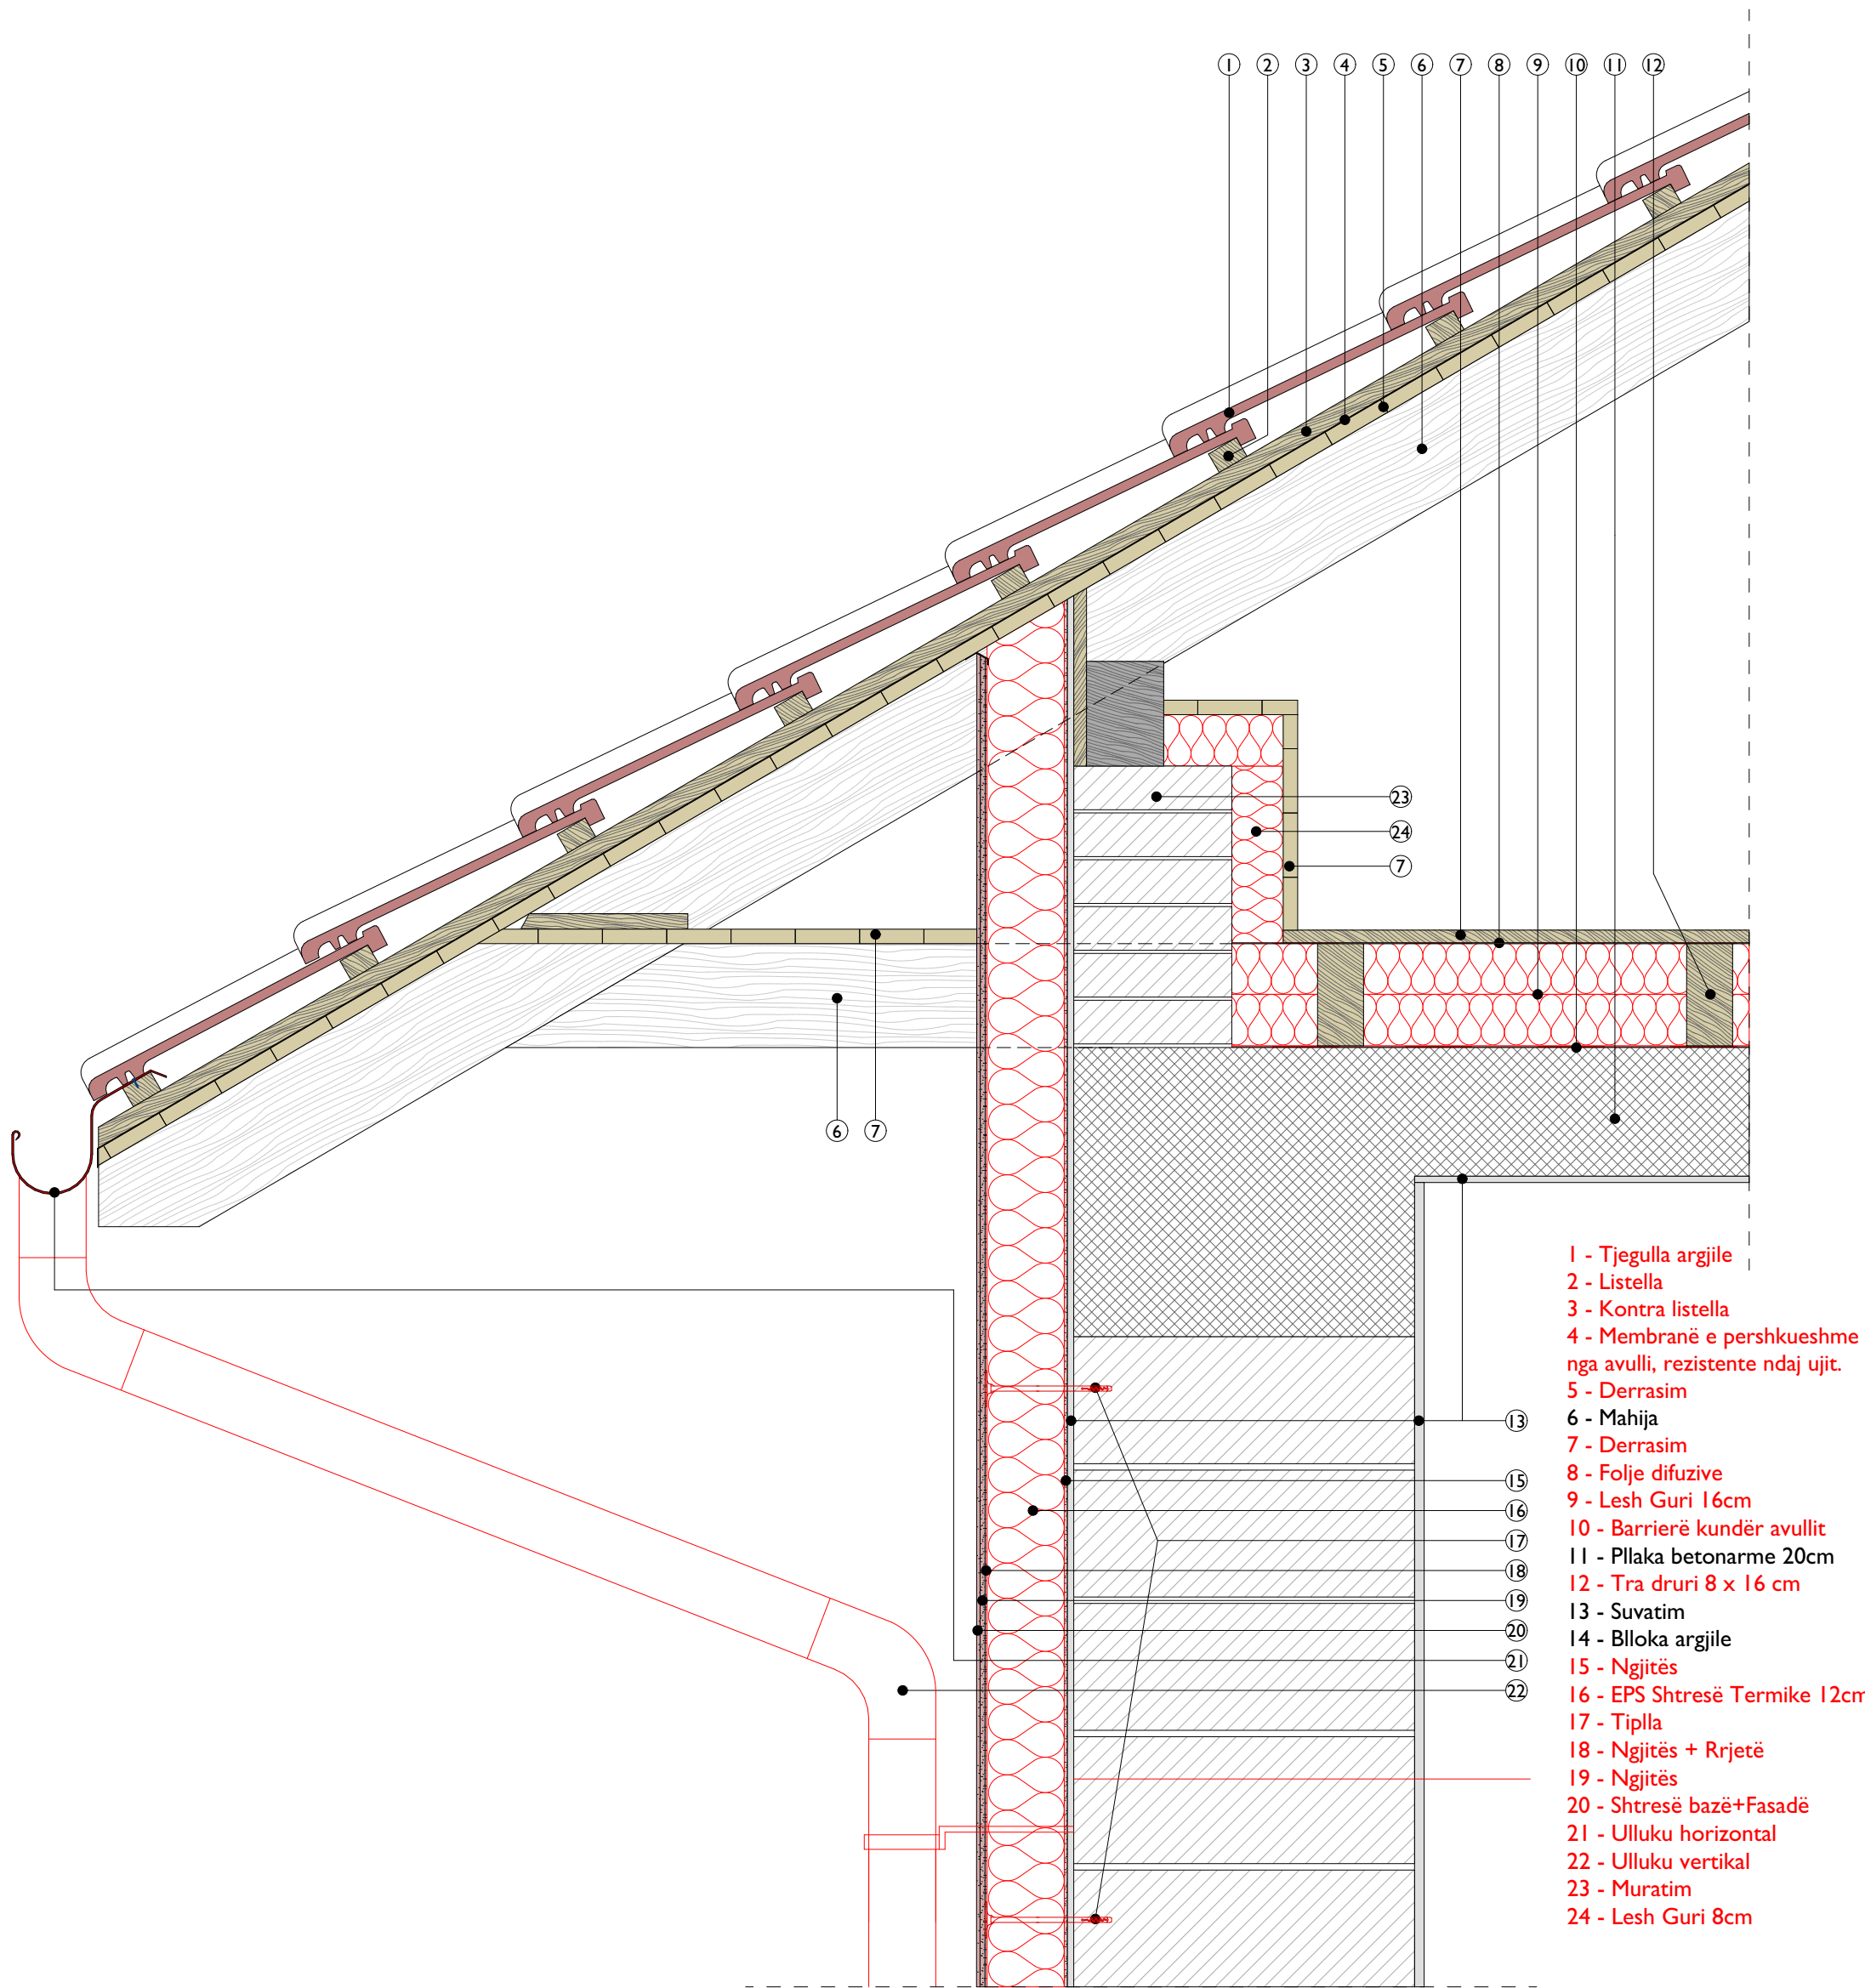 1 2 3 4 5 6 7 8 9 10 11 12
23
24
7
6 7
13
15
16
17
18
19
20
21
22
1 - Tjegulla argjile
2 - Listella
3 - Kontra listella
4 - Membranë e pershkueshme
nga avulli, rezistente ndaj ujit.
5 - Derrasim
6 - Mahija
7 - Derrasim
8 - Folje difuzive
9 - Lesh Guri 16cm
10 - Barrierë kundër avullit
11 - Pllaka betonarme 20cm
12 - Tra druri 8 x 16 cm
13 - Suvatim
14 - Blloka argjile
15 - Ngjitës
16 - EPS Shtresë Termike 12cm
17 - Tiplla
18 - Ngjitës + Rrjetë
19 - Ngjitës
20 - Shtresë bazë+Fasadë
21 - Ulluku horizontal
22 - Ulluku vertikal
23 - Muratim
24 - Lesh Guri 8cm